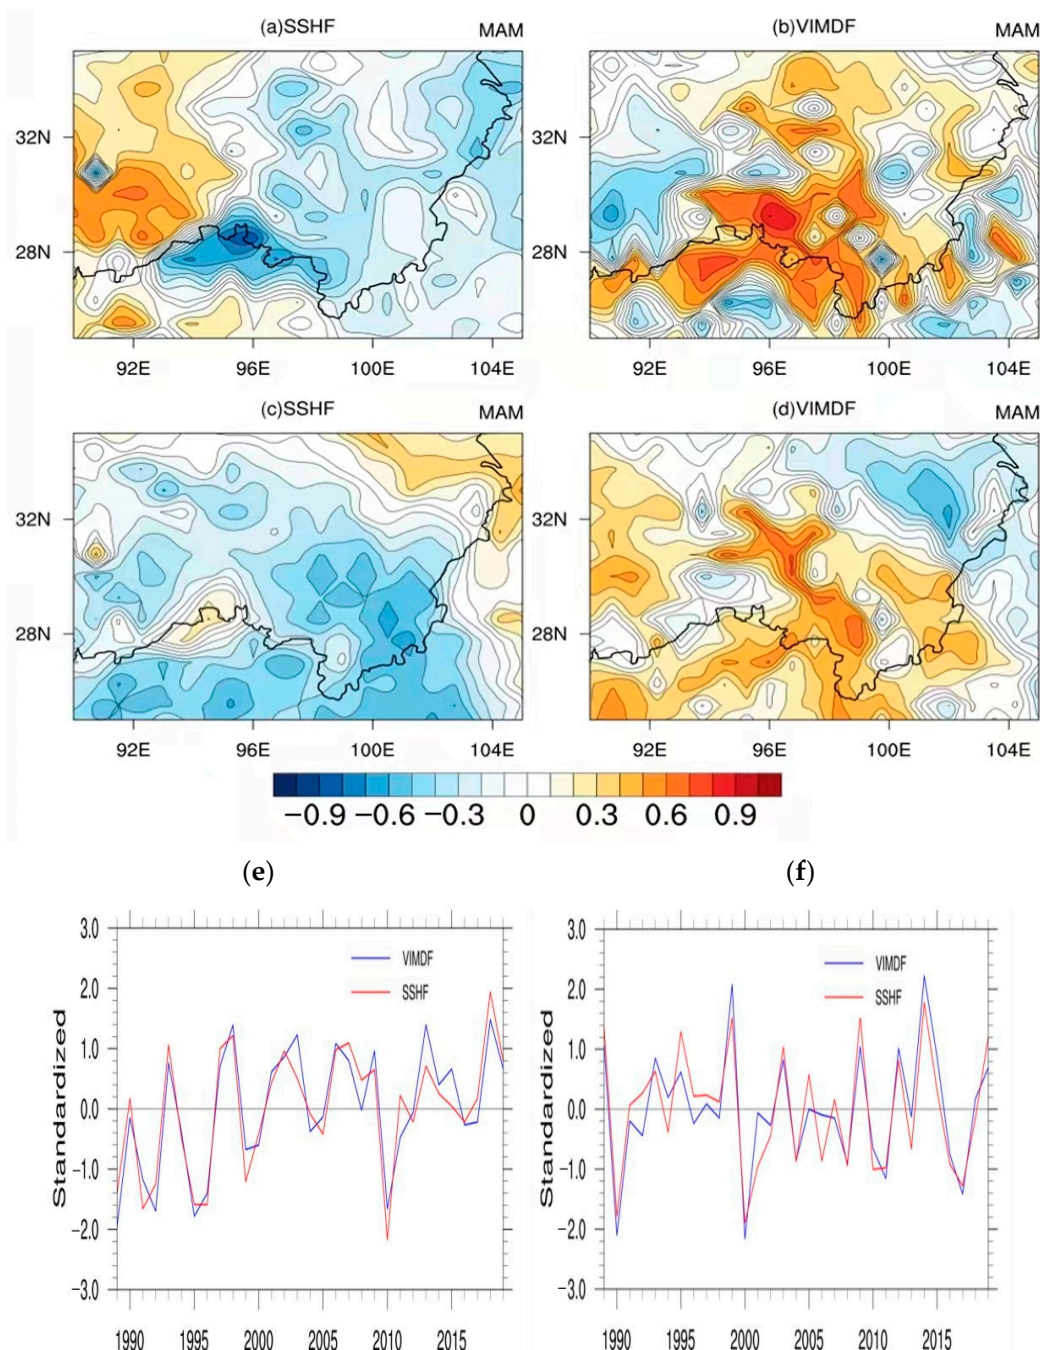 (a)SSHF MAM (b)VIMDF MAM
32N 32N
28N 28N
92E 96E 100E 104E 92E 96E 100E 104E
(c)SSHF MAM (d)VIMDF MAM
32N 32N
28N 28N
92E 96E 100E 104E 92E 96E 100E 104E
−0.9 −0.6 −0.3 0 0.3 0.6 0.9
(e) (f)
3.0 3.0
VIMDF VIMDF
2.0 SSHF 2.0 SSHF
1.0 1.0
Standardized Standardized
0.0 0.0
−1.0 −1.0
−2.0 −2.0
−3.0 −3.0
1990 1995 2000 2005 2010 2015 1990 1995 2000 2005 2010 2015